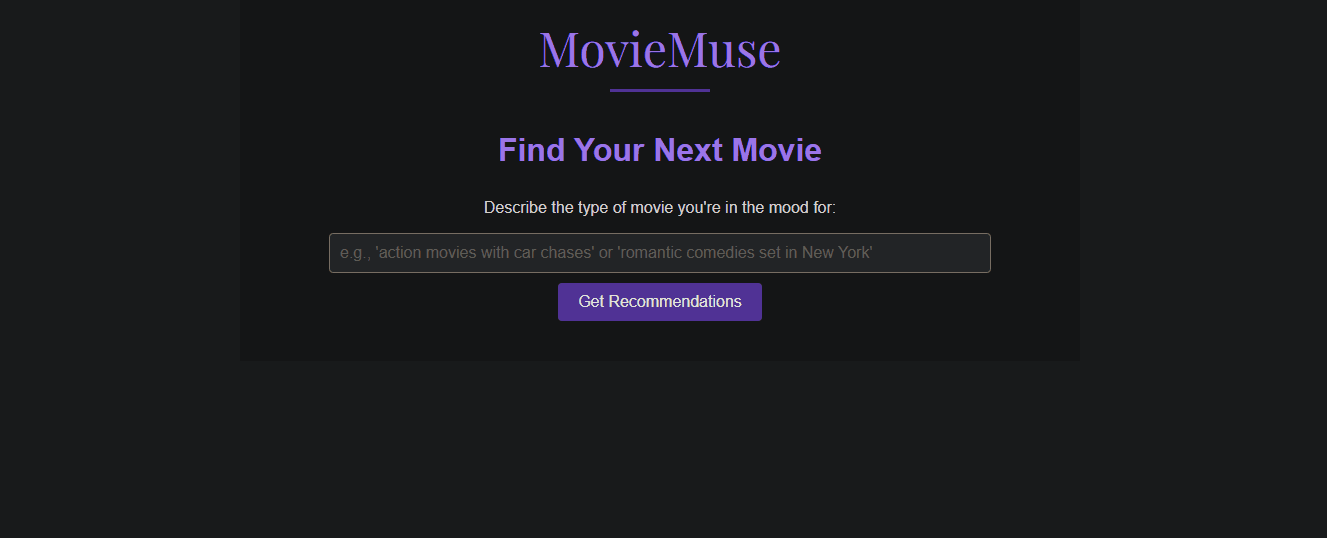 MovieMuse
Find Your Next Movie
Describe the type of movie you're in the mood for:
e.g., 'action movies with car chases' or 'romantic comedies set in New York'
Get Recommendations